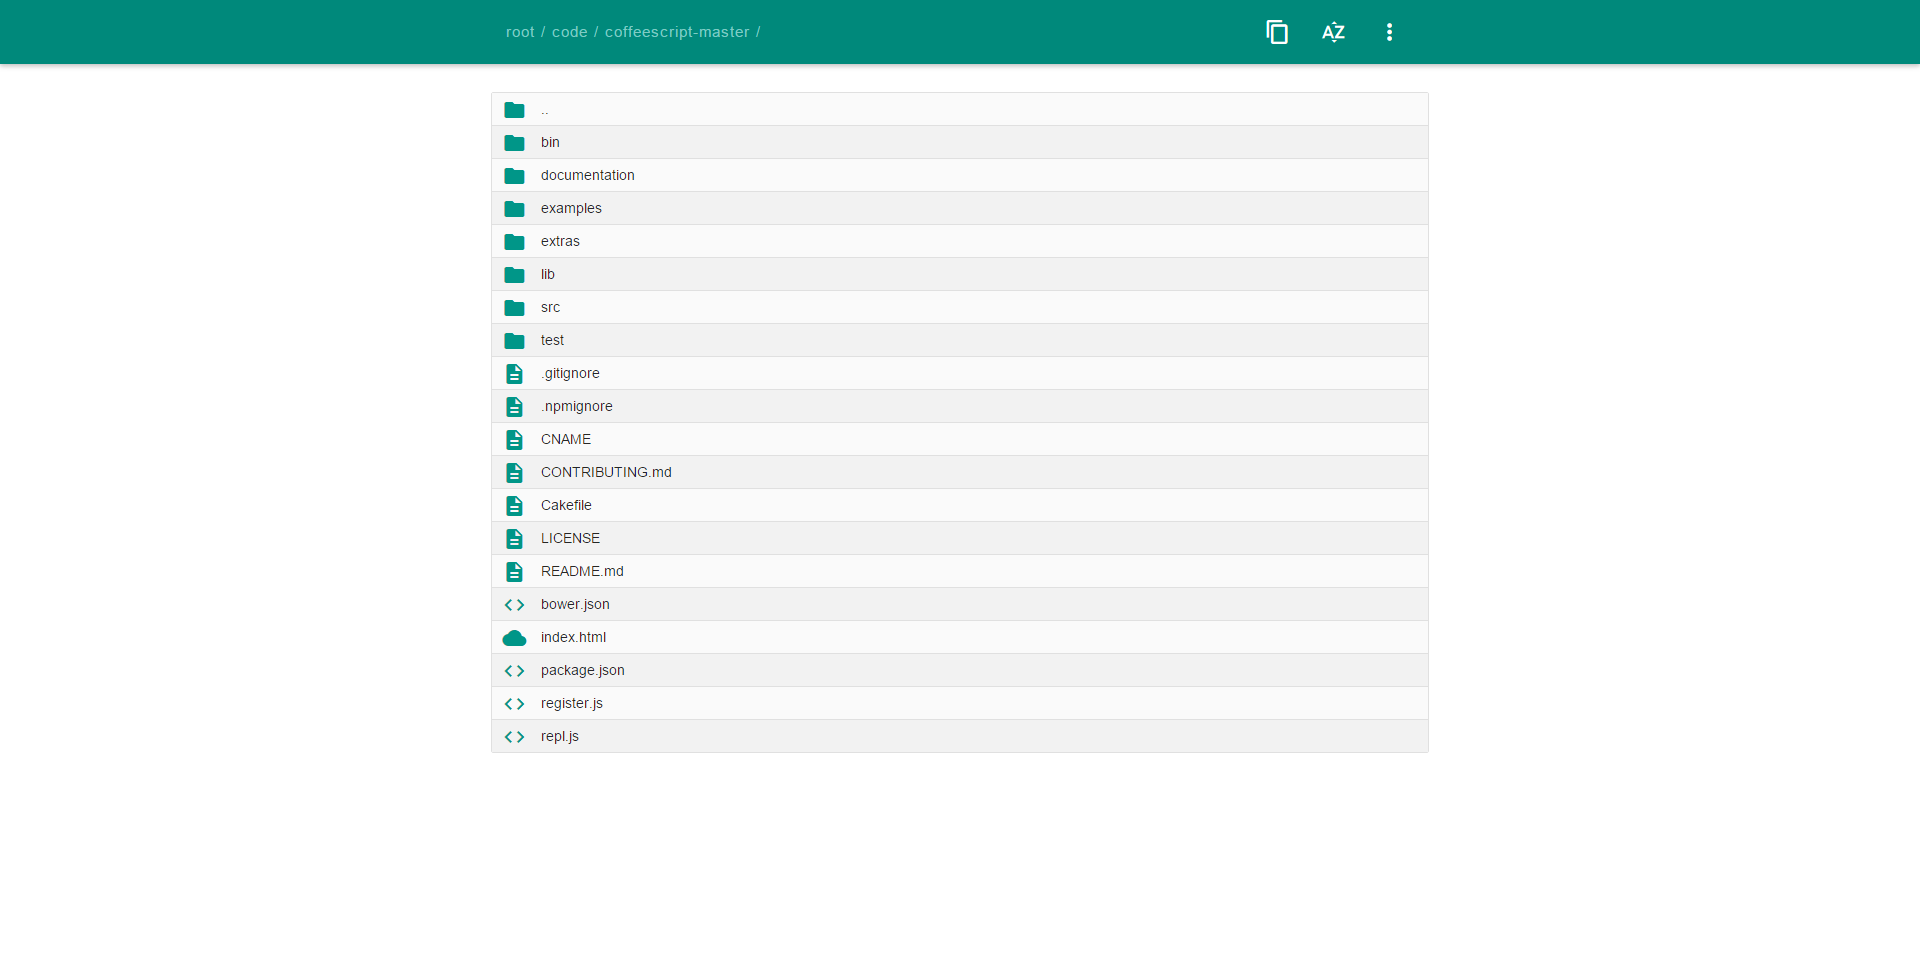 root / code / coffeescript-master /
AZ
..
bin
documentation
examples
extras
lib
src
test
.gitignore
.npmignore
CNAME
CONTRIBUTING.md
Cakefile
LICENSE
README.md
bower.json
index.html
package.json
register.js
repl.js